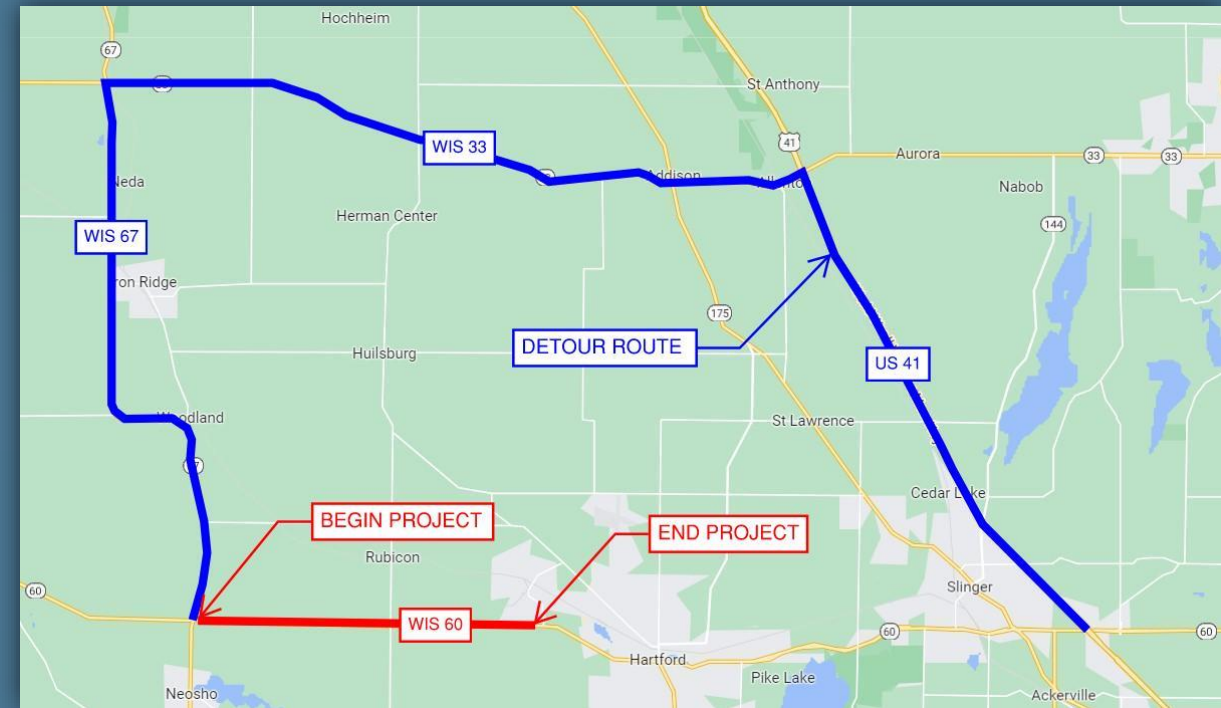 Hochheim
67
St Anthony
41
WIS 33
Aurora
33
33
Addison
Neda
Nabob
Herman Center
144
WIS 67
Iron Ridge
175
DETOUR ROUTE
Huilsburg
US 41
Woodland
St Lawrence
Cedar Lake
BEGIN PROJECT
END PROJECT
Rubicon
60
Slinger
WIS 60
60
60
Hartford
Pike Lake
Neosho
Ackerville